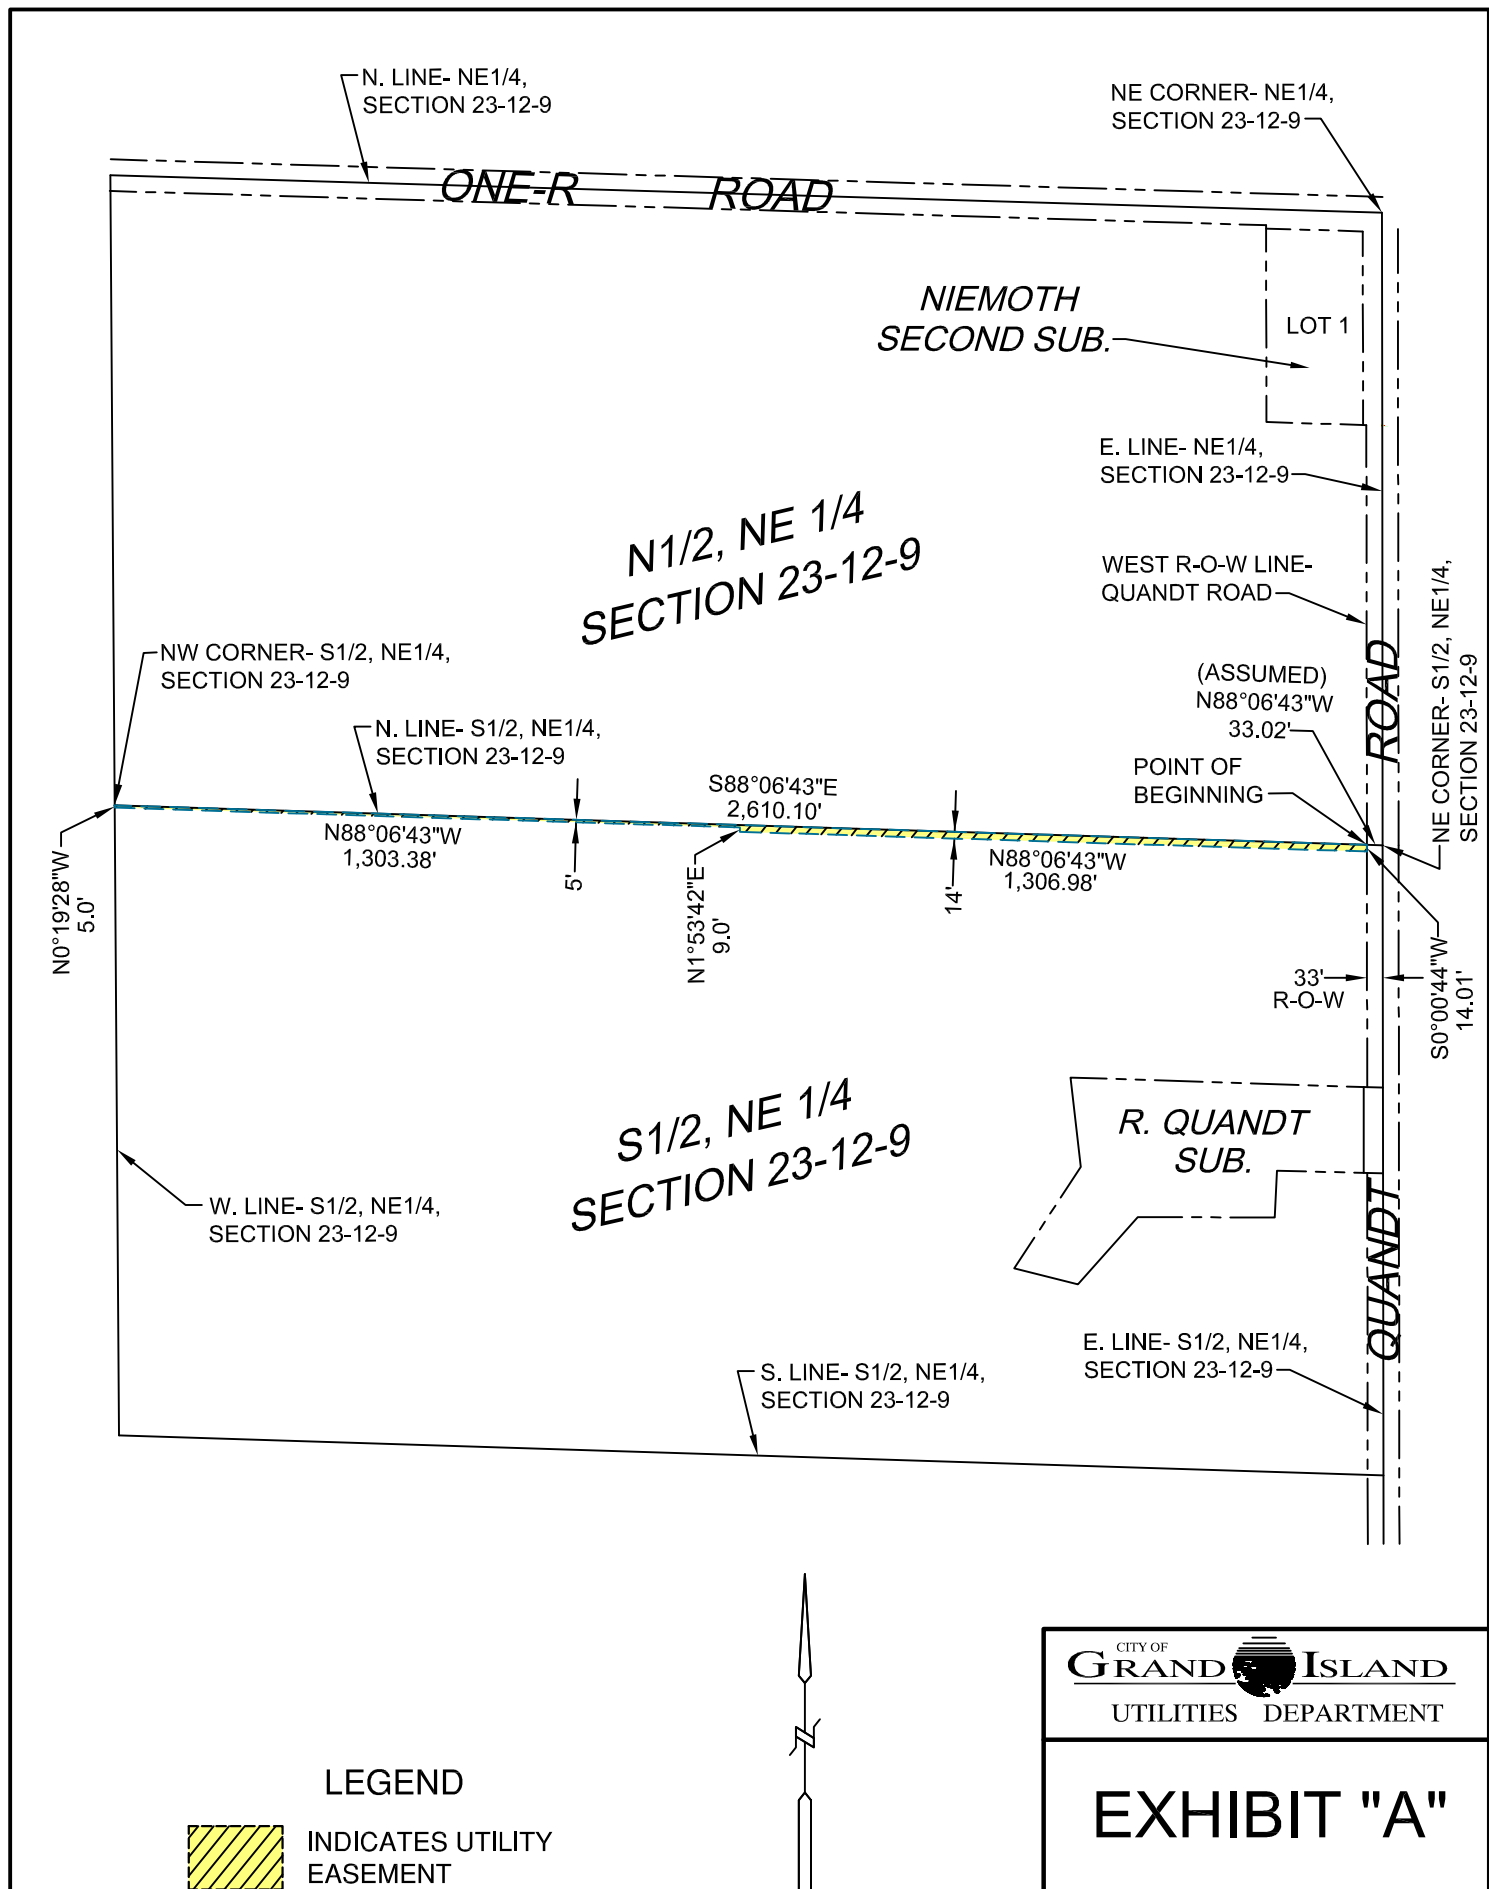 N. LINE- NE1/4,
SECTION 23-12-9
NE CORNER- NE1/4,
SECTION 23-12-9
ONE-R ROAD
NIEMOTH
SECOND SUB.
LOT 1
E. LINE- NE1/4,
SECTION 23-12-9
N1/2, NE 1/4
SECTION 23-12-9
WEST R-O-W LINE-
QUANDT ROAD
NW CORNER- S1/2, NE1/4,
SECTION 23-12-9
(ASSUMED)
N88°06'43"W
33.02'
NE CORNER- S1/2, NE1/4,
SECTION 23-12-9
N. LINE- S1/2, NE1/4,
SECTION 23-12-9
POINT OF
BEGINNING
S88°06'43"E
2,610.10'
N88°06'43"W
1,303.38'
5'
N88°06'43"W
1,306.98'
14'
N0°19'28"W
5.0'
N1°53'42"E
9.0'
33'
R-O-W
S0°00'44"W
14.01'
S1/2, NE 1/4
SECTION 23-12-9
R. QUANDT
SUB.
W. LINE- S1/2, NE1/4,
SECTION 23-12-9
QUANDT ROAD
E. LINE- S1/2, NE1/4,
SECTION 23-12-9
S. LINE- S1/2, NE1/4,
SECTION 23-12-9
N
CITY OF
GRAND ISLAND
UTILITIES DEPARTMENT
LEGEND
INDICATES UTILITY
EASEMENT
EXHIBIT "A"